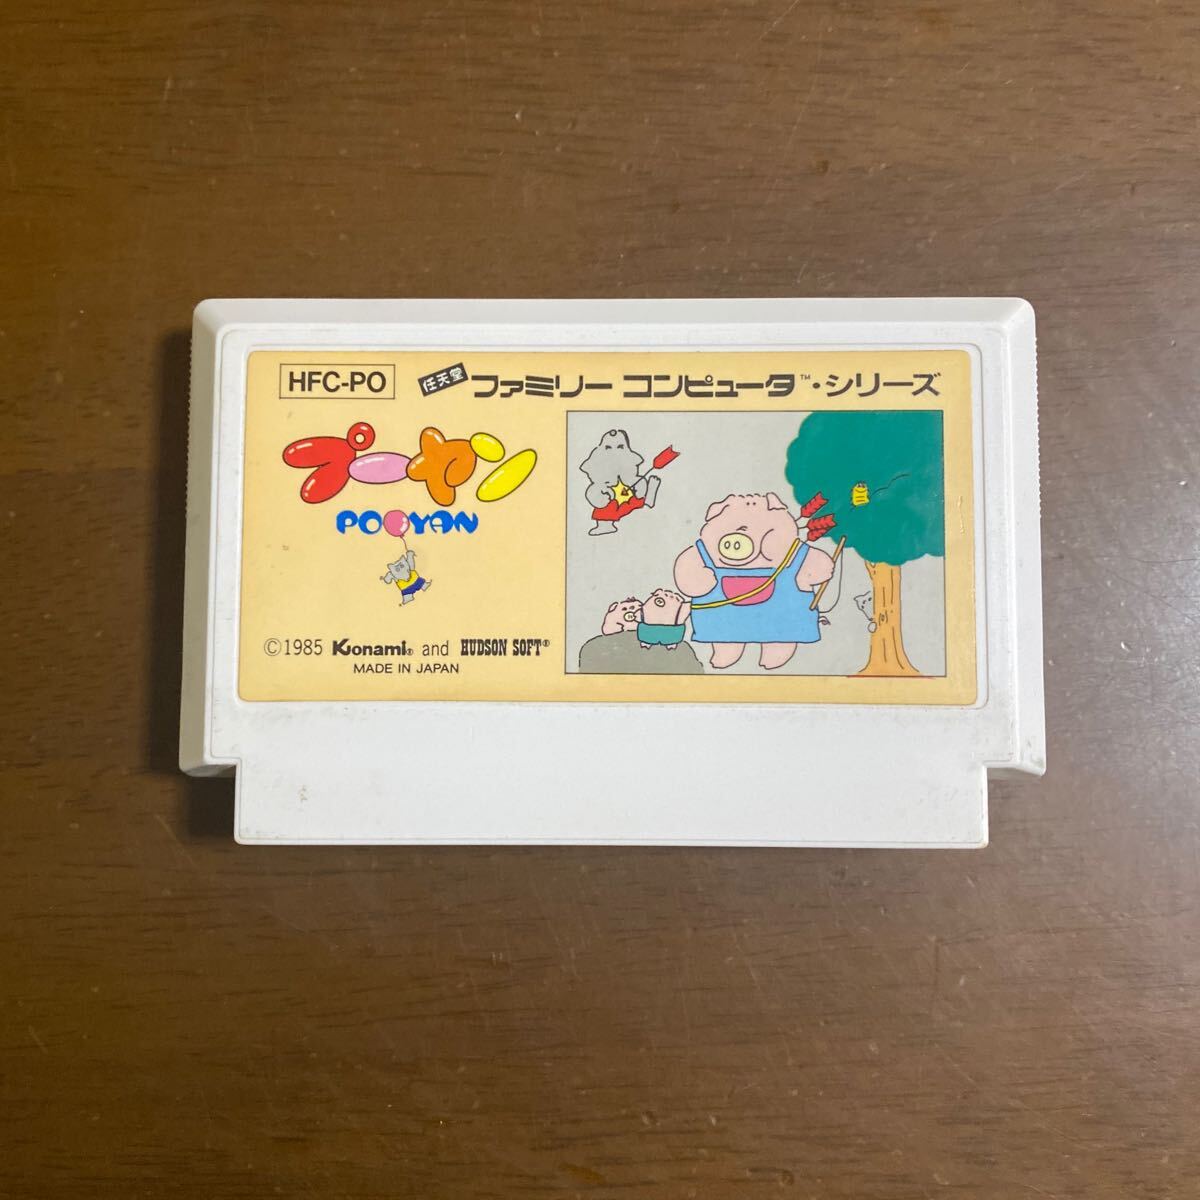 HFC-PO
任天堂 ファミリー コンピュータ™・シリーズ
プーヤン
POOYAN
©1985 Konami® and HUDSON SOFT®
MADE IN JAPAN